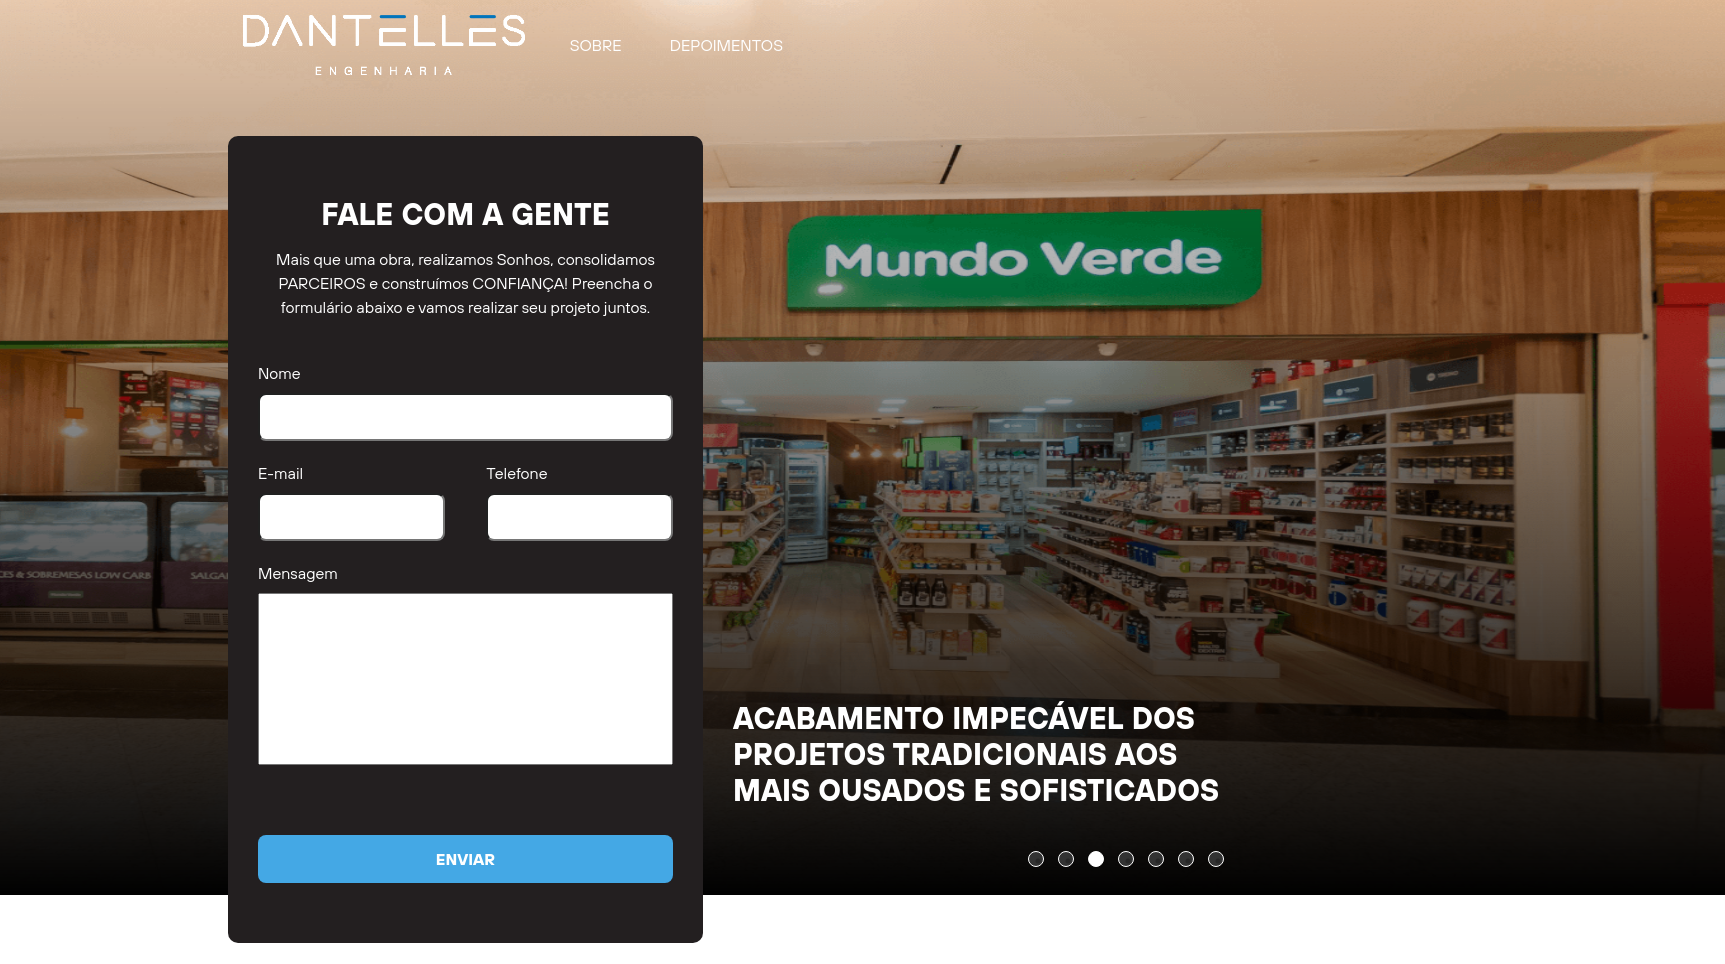 DANTELLES
ENGENHARIA
SOBRE
DEPOIMENTOS
FALE COM A GENTE
Mais que uma obra, realizamos Sonhos, consolidamos
PARCEIROS e construímos CONFIANÇA! Preencha o
formulário abaixo e vamos realizar seu projeto juntos.
Nome
E-mail
Telefone
Mensagem
ENVIAR
Mundo Verde
ES & SOBREMESAS LOW CARB
SALGA
ACABAMENTO IMPECÁVEL DOS
PROJETOS TRADICIONAIS AOS
MAIS OUSADOS E SOFISTICADOS